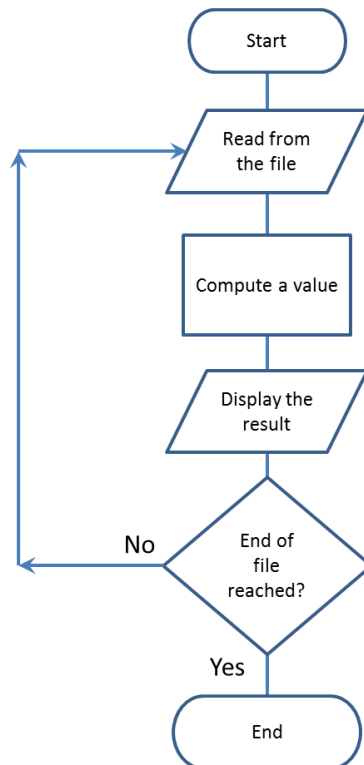 Start
Read from
the file
Compute a value
Display the
result
No
End of
file
reached?
Yes
End